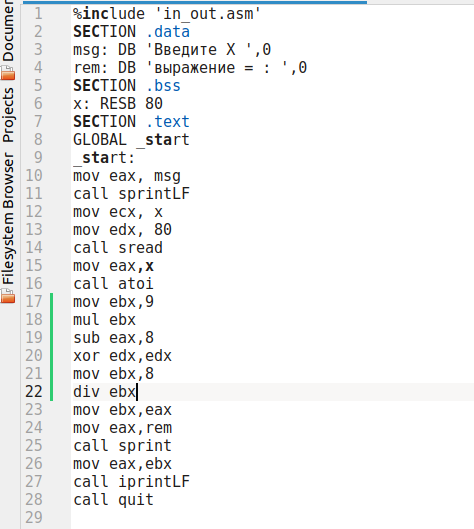 Documen
Projects
Filesystem Browser
1 %include 'in_out.asm'
2 SECTION .data
3 msg: DB 'Введите X ',0
4 rem: DB 'выражение = : ',0
5 SECTION .bss
6 x: RESB 80
7 SECTION .text
8 GLOBAL _start
9 _start:
10 mov eax, msg
11 call sprintLF
12 mov ecx, x
13 mov edx, 80
14 call sread
15 mov eax,x
16 call atoi
17 mov ebx,9
18 mul ebx
19 sub eax,8
20 xor edx,edx
21 mov ebx,8
22 div ebx
23 mov ebx,eax
24 mov eax,rem
25 call sprint
26 mov eax,ebx
27 call iprintLF
28 call quit
29